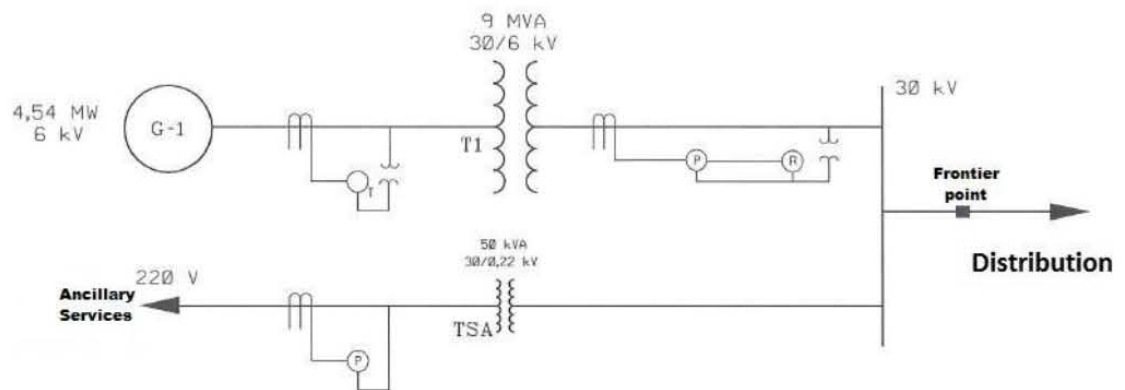 9 MVA
30/6 kV
4,54 MW
6 kV
G-1
T1
T
P
R
30 kV
Frontier
point
Distribution
50 kVA
30/0,22 kV
220 V
Ancillary
Services
TSA
P